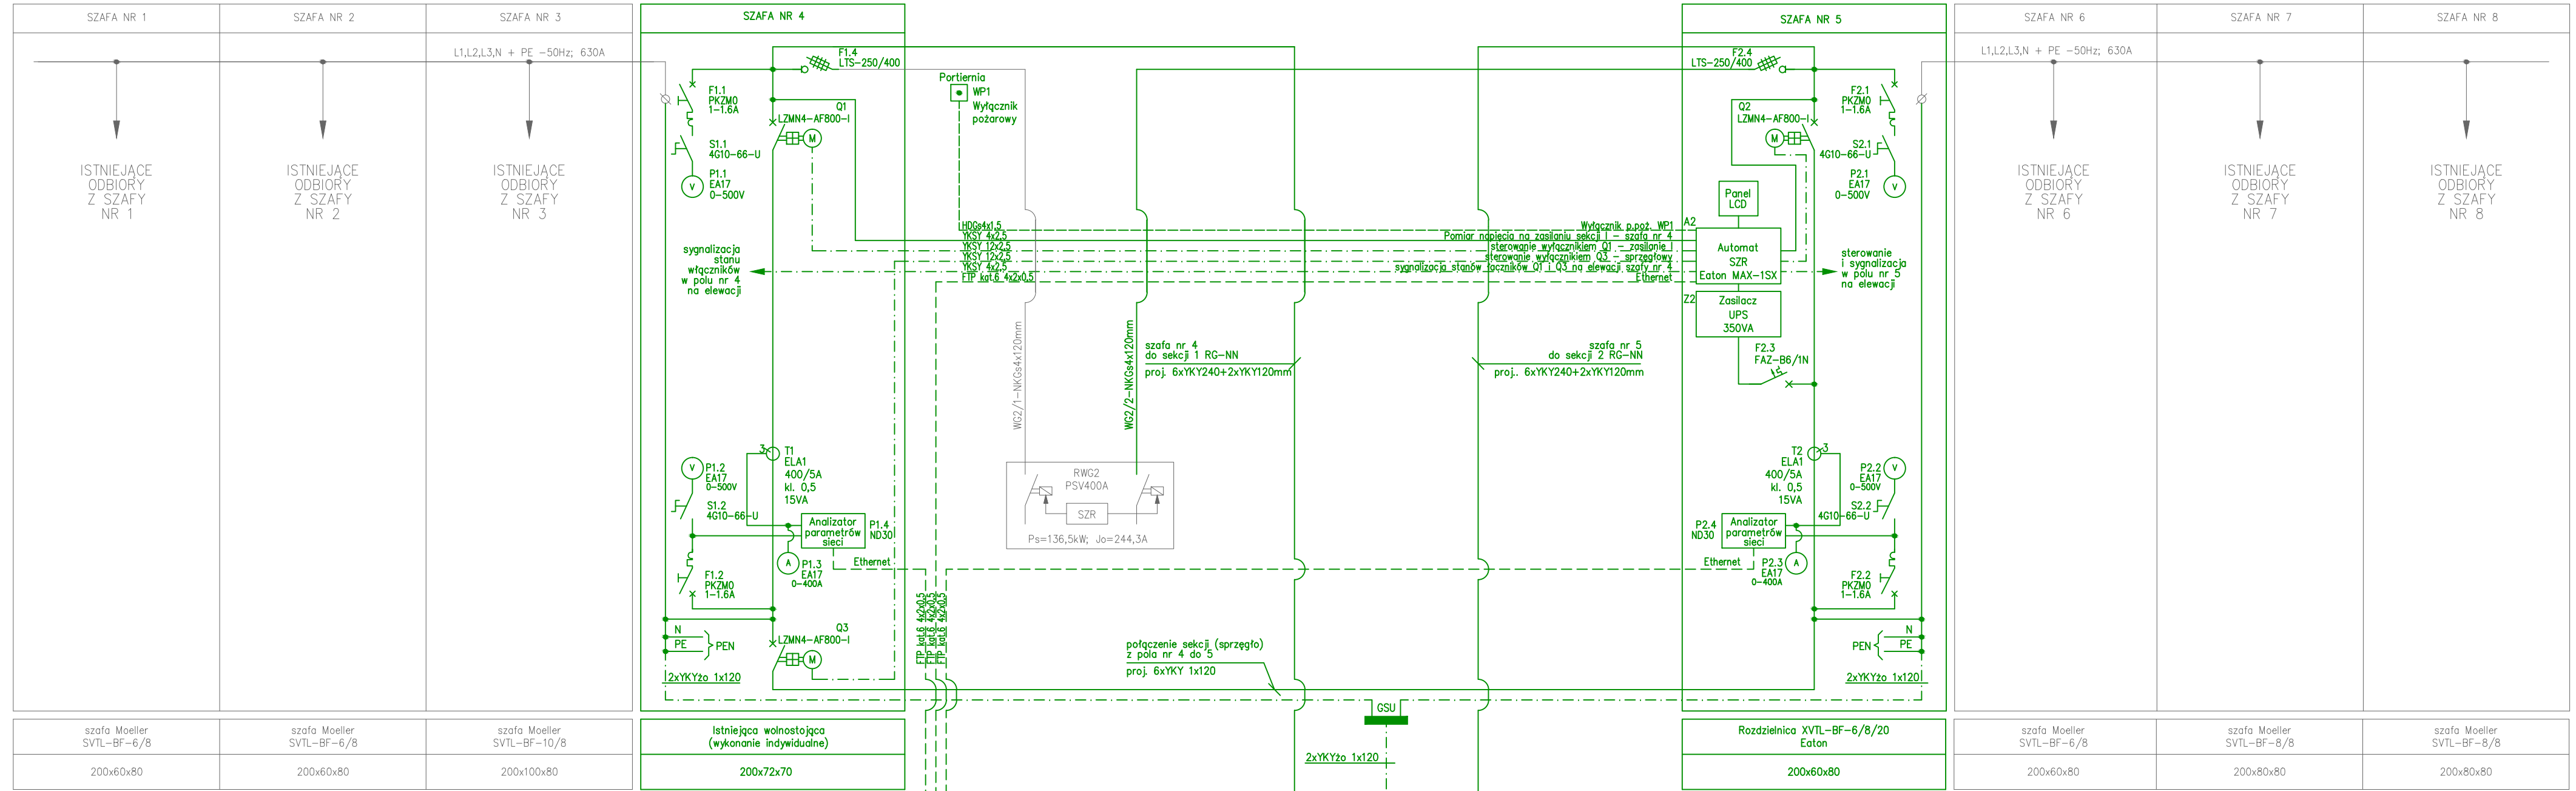 SZAFA NR 1
SZAFA NR 2
SZAFA NR 3
SZAFA NR 4
SZAFA NR 5
SZAFA NR 6
SZAFA NR 7
SZAFA NR 8
L1,L2,L3,N + PE -50Hz; 630A
ISTNIEJĄCE
ODBIORY
Z SZAFY
NR 1
ISTNIEJĄCE
ODBIORY
Z SZAFY
NR 2
ISTNIEJĄCE
ODBIORY
Z SZAFY
NR 3
F1.1
PKZM0
1-1.6A
S1.1
4G10-66-U
P1.1
EA17
0-500V
V
F1.4
LTS-250/400
Q1
LZMN4-AF800-I
M
sygnalizacja
stanu
włączników
w polu nr 4
na elewacji
Portiernia
WP1
Wyłącznik
pożarowy
HDGs4x1,5
YKSY 4x2,5
YKSY 12x2,5
YKSY 12x2,5
YKSY 4x2,5
FTP kat.6 4x2x0,5
Wyłącznik p.poż. WP1
Pomiar napięcia na zasilaniu sekcji I - szafa nr 4
sterowanie wyłącznikiem Q1 - zasilanie I
sterowanie wyłącznikiem Q3 - sprzęgłowy
sygnalizacja stanów łączników Q1 i Q3 na elewacji szafy nr 4
Ethernet
WG2/1-NKGs4x120mm
WG2/2-NKGs4x120mm
szafa nr 4
do sekcji 1 RG-NN
proj. 6xYKY240+2xYKY120mm
szafa nr 5
do sekcji 2 RG-NN
proj.. 6xYKY240+2xYKY120mm
F2.4
LTS-250/400
Q2
LZMN4-AF800-I
M
F2.1
PKZM0
1-1.6A
S2.1
4G10-66-U
P2.1
EA17
0-500V
V
Panel
LCD
A2
Automat
SZR
Eaton MAX-1SX
Z2
Zasilacz
UPS
350VA
F2.3
FAZ-B6/1N
sterowanie
i sygnalizacja
w polu nr 5
na elewacji
L1,L2,L3,N + PE -50Hz; 630A
ISTNIEJĄCE
ODBIORY
Z SZAFY
NR 6
ISTNIEJĄCE
ODBIORY
Z SZAFY
NR 7
ISTNIEJĄCE
ODBIORY
Z SZAFY
NR 8
3
T1
ELA1
400/5A
kl. 0,5
15VA
V
P1.2
EA17
0-500V
S1.2
4G10-66-U
Analizator
parametrów
sieci
P1.4
ND30
A
P1.3
EA17
0-400A
Ethernet
F1.2
PKZM0
1-1.6A
Q3
LZMN4-AF800-I
M
N
PE
PEN
2xYKYżo 1x120
FTP kat.6 4x2x0,5
FTP kat.6 4x2x0,5
FTP kat.6 4x2x0,5
RWG2
PSV400A
SZR
Ps=136,5kW; Jo=244,3A
połączenie sekcji (sprzęgło)
z pola nr 4 do 5
proj. 6xYKY 1x120
GSU
2xYKYżo 1x120
3
T2
ELA1
400/5A
kl. 0,5
15VA
P2.2
EA17
0-500V
V
S2.2
4G10-66-U
P2.4
ND30
Analizator
parametrów
sieci
Ethernet
P2.3
EA17
0-400A
A
F2.2
PKZM0
1-1.6A
N
PE
PEN
2xYKYżo 1x120
szafa Moeller
SVTL-BF-6/8
200x60x80
szafa Moeller
SVTL-BF-6/8
200x60x80
szafa Moeller
SVTL-BF-10/8
200x100x80
Istniejąca wolnostojąca
(wykonanie indywidualne)
200x72x70
Rozdzielnica XVTL-BF-6/8/20
Eaton
200x60x80
szafa Moeller
SVTL-BF-6/8
200x60x80
szafa Moeller
SVTL-BF-8/8
200x80x80
szafa Moeller
SVTL-BF-8/8
200x80x80